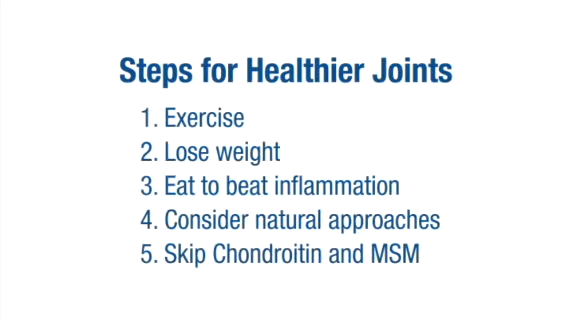 Steps for Healthier Joints
1. Exercise
2. Lose weight
3. Eat to beat inflammation
4. Consider natural approaches
5. Skip Chondroitin and MSM